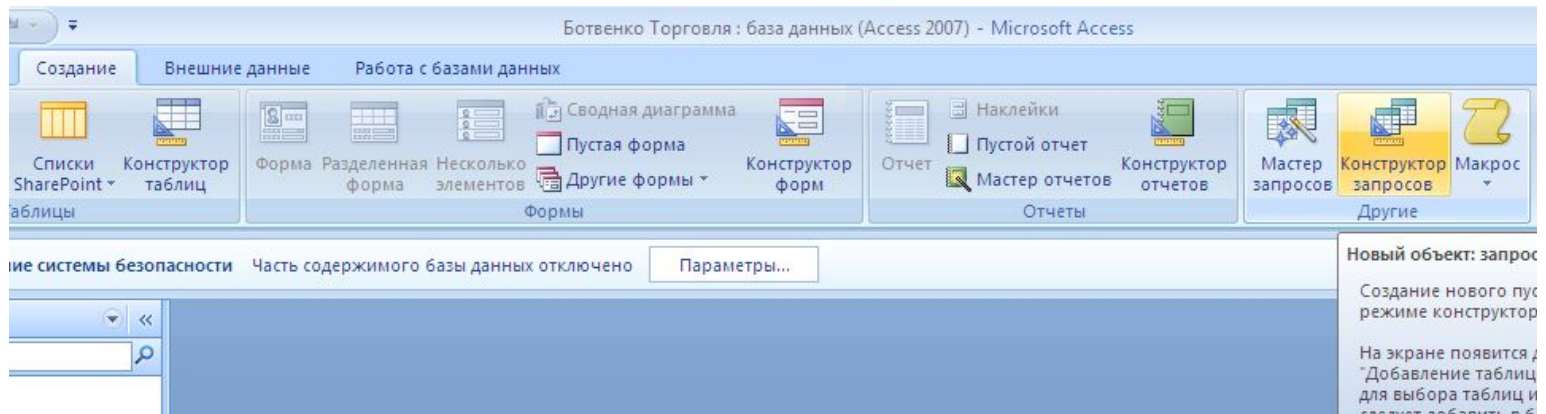 Ботвенко Торговля : база данных (Access 2007) - Microsoft Access
Создание Внешние данные Работа с базами данных
Списки SharePoint
Конструктор таблиц
Форма
Разделенная форма
Несколько элементов
Сводная диаграмма
Пустая форма
Другие формы
Конструктор форм
Отчет
Наклейки
Пустой отчет
Мастер отчетов
Конструктор отчетов
Мастер запросов
Конструктор запросов
Макрос
Таблицы Формы Отчеты Другие
ие системы безопасности Часть содержимого базы данных отключено Параметры...
Новый объект: запрос
Создание нового пус
режиме конструктор
На экране появится д
"Добавление таблиц
для выбора таблиц и
следует добавить в б